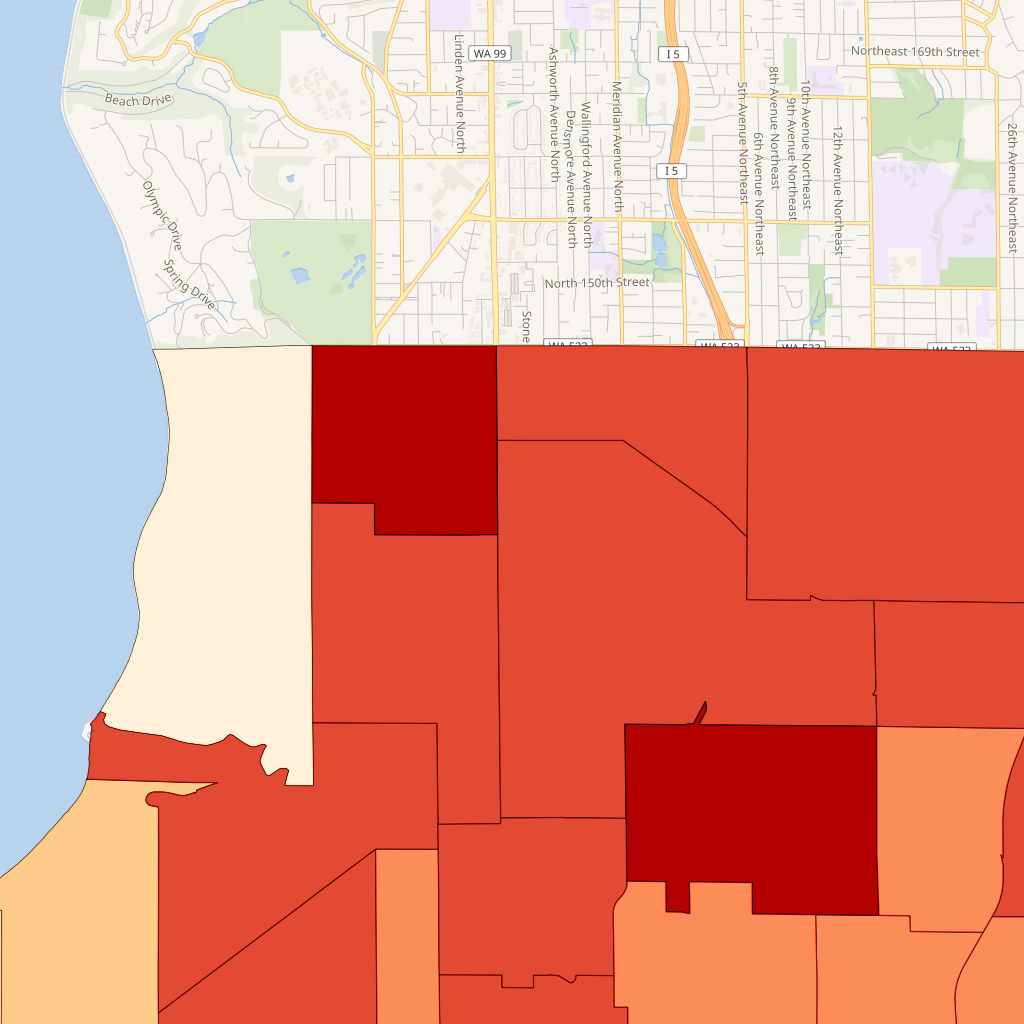 Linden Avenue North
WA 99
I 5
Northeast 169th Street
Ashworth Avenue North
Densmore Avenue North
Wallingford Avenue North
Meridian Avenue North
5th Avenue Northeast
8th Avenue Northeast
6th Avenue Northeast
9th Avenue Northeast
10th Avenue Northeast
12th Avenue Northeast
26th Avenue Northeast
Beach Drive
I 5
Olympic Drive
Spring Drive
North 150th Street
Stone
WA 523
WA 523
WA 523
WA 523